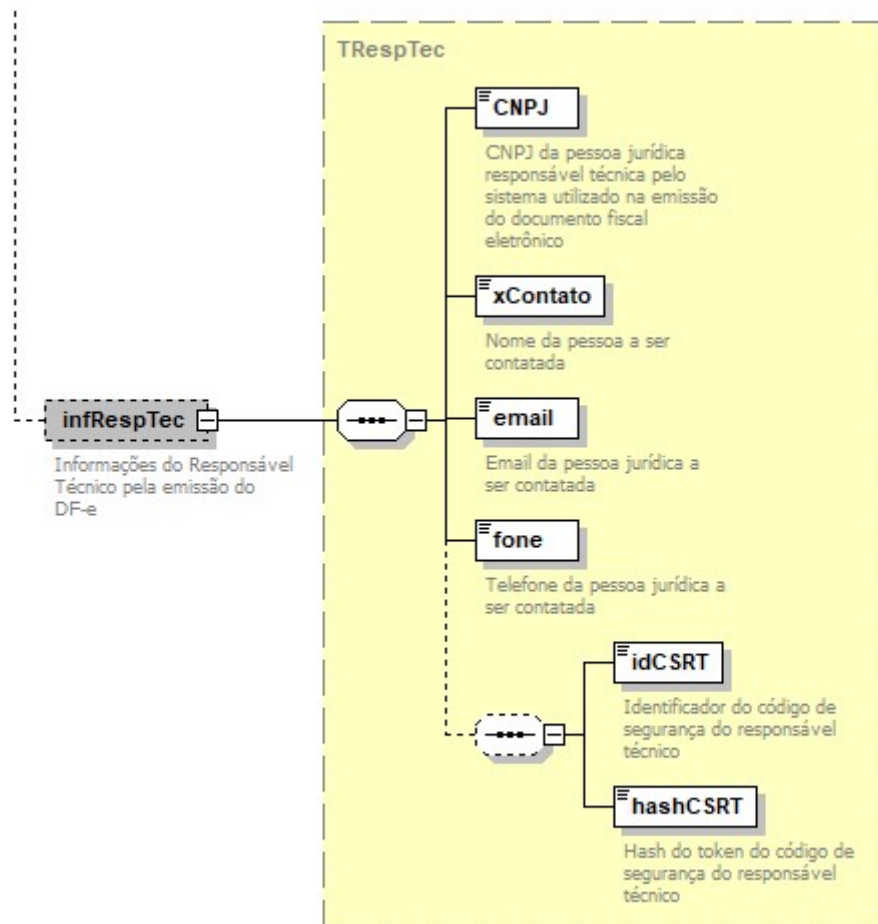 TRespTec
CNPJ
CNPJ da pessoa jurídica
responsável técnica pelo
sistema utilizado na emissão
do documento fiscal
eletrônico
xContato
Nome da pessoa a ser
contatada
infRespTec
Informações do Responsável
Técnico pela emissão do
DF-e
email
Email da pessoa jurídica a
ser contatada
fone
Telefone da pessoa jurídica a
ser contatada
idCSRT
Identificador do código de
segurança do responsável
técnico
hashCSRT
Hash do token do código de
segurança do responsável
técnico